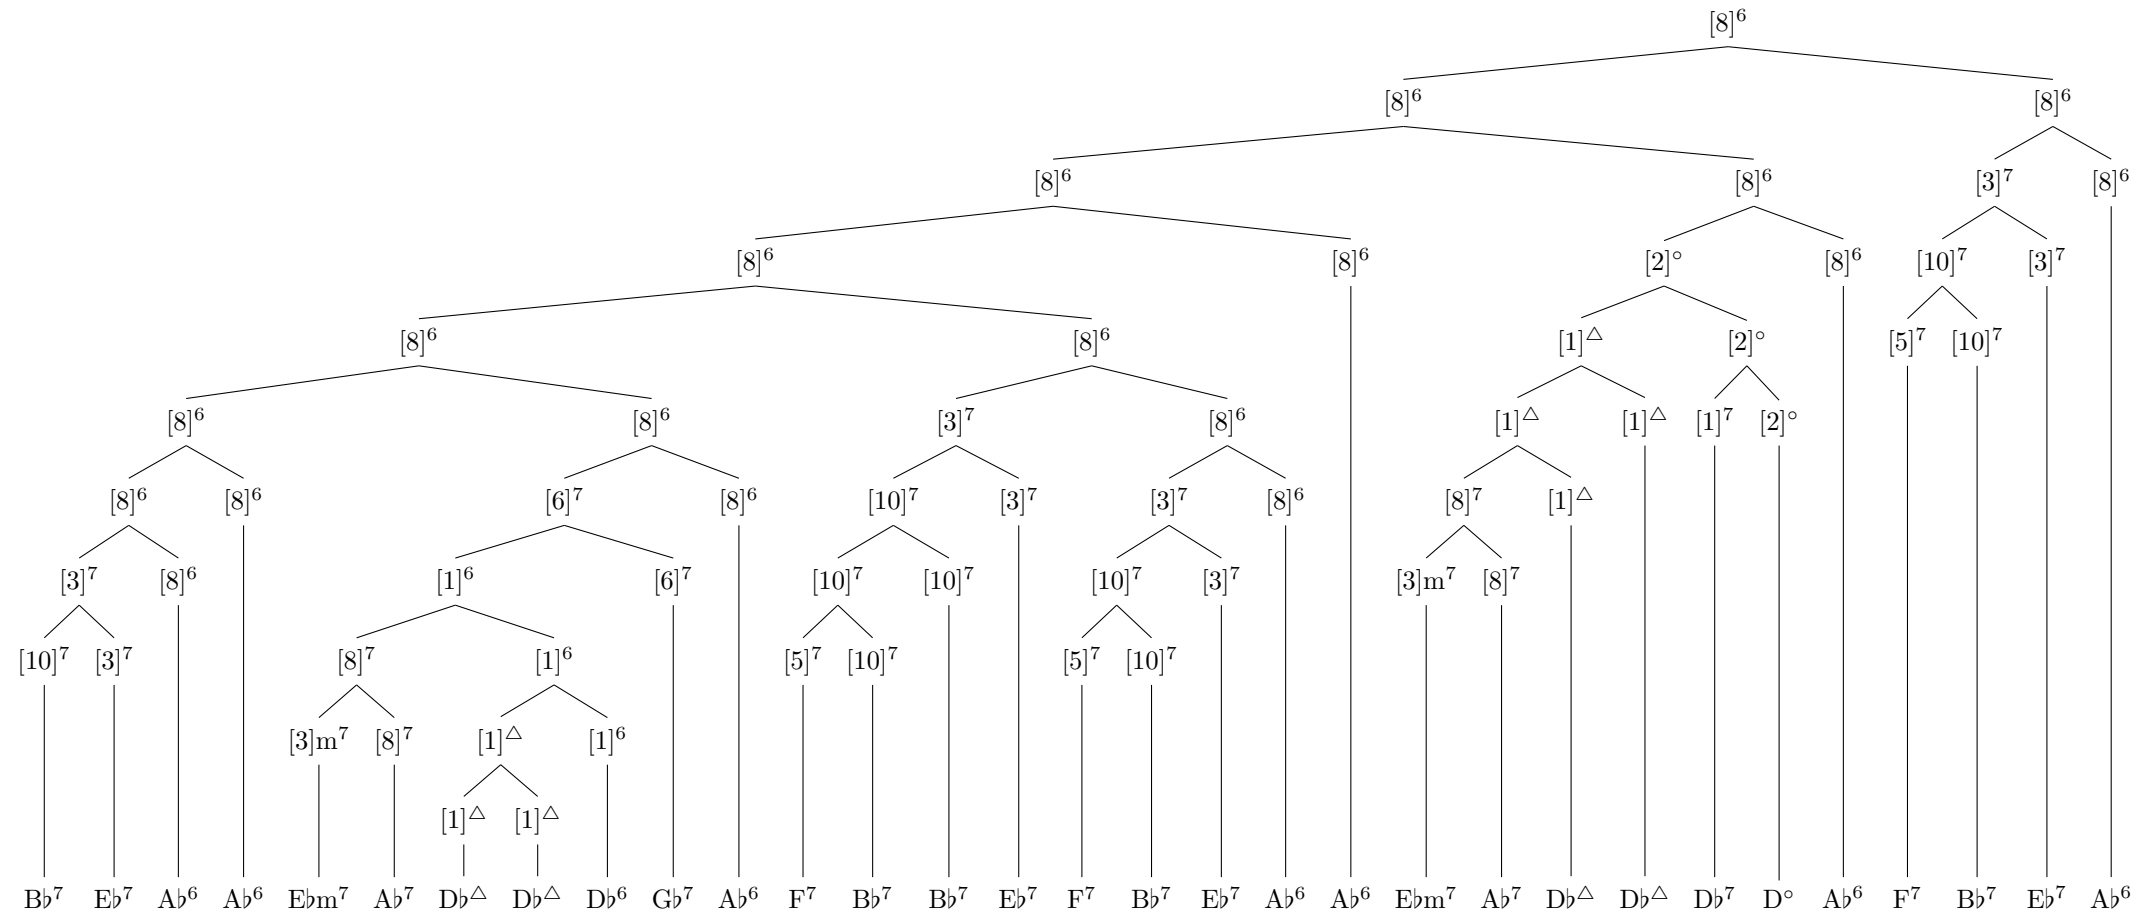 [8]⁶
[8]⁶ [8]⁶
[8]⁶ [8]⁶ [3]⁷ [8]⁶
[8]⁶ [8]⁶ [2]° [8]⁶ [10]⁷ [3]⁷
[8]⁶ [8]⁶ [1]△ [2]° [5]⁷ [10]⁷
[8]⁶ [8]⁶ [3]⁷ [8]⁶ [1]△ [1]△ [1]⁷ [2]°
[8]⁶ [8]⁶ [6]⁷ [8]⁶ [10]⁷ [3]⁷ [3]⁷ [8]⁶ [8]⁷ [1]△
[3]⁷ [8]⁶ [1]⁶ [6]⁷ [10]⁷ [10]⁷ [10]⁷ [3]⁷ [3]m⁷ [8]⁷
[10]⁷ [3]⁷ [8]⁷ [1]⁶ [5]⁷ [10]⁷ [5]⁷ [10]⁷
[3]m⁷ [8]⁷ [1]△ [1]⁶
[1]△ [1]△
B♭⁷ E♭⁷ A♭⁶ A♭⁶ E♭m⁷ A♭⁷ D♭△ D♭△ D♭⁶ G♭⁷ A♭⁶ F⁷ B♭⁷ B♭⁷ E♭⁷ F⁷ B♭⁷ E♭⁷ A♭⁶ A♭⁶ E♭m⁷ A♭⁷ D♭△ D♭△ D♭⁷ D° A♭⁶ F⁷ B♭⁷ E♭⁷ A♭⁶